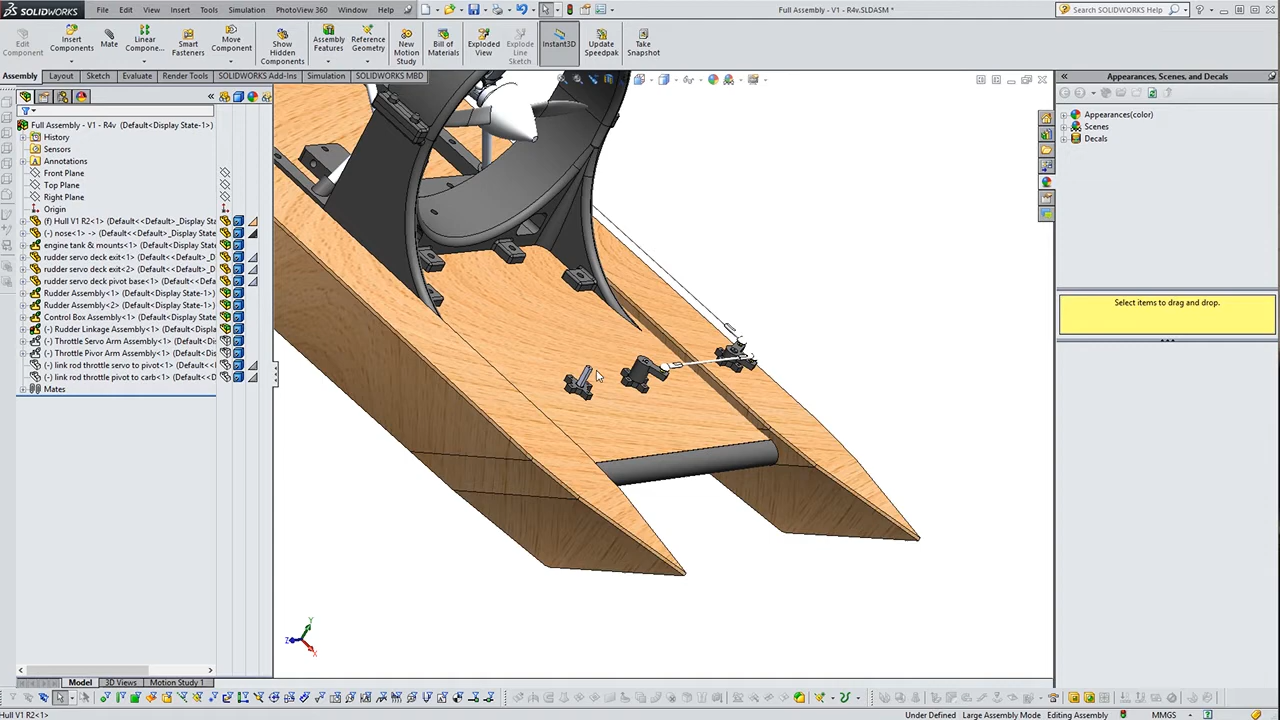 SOLIDWORKS File Edit View Insert Tools Simulation PhotoView 360 Window Help Full Assembly - V1 - R4v.SLDASM * Search SOLIDWORKS Help
Edit Component
Insert Components
Mate
Linear Compone...
Smart Fasteners
Move Component
Show Hidden Components
Assembly Features
Reference Geometry
New Motion Study
Bill of Materials
Exploded View
Explode Line Sketch
Instant3D
Update Speedpak
Take Snapshot
Assembly Layout Sketch Evaluate Render Tools SOLIDWORKS Add-Ins Simulation SOLIDWORKS MBD
Appearances, Scenes, and Decals
Full Assembly - V1 - R4v (Default<Display State-1>)
History
Sensors
Annotations
Front Plane
Top Plane
Right Plane
Origin
(f) Hull V1 R2<1> (Default<<Default>_Display Sta
(-) nose<1> -> (Default<<Default>_Display State-
engine tank & mounts<1> (Default<Display State-
rudder servo deck exit<1> (Default<<Default>_D
rudder servo deck exit<2> (Default<<Default>_D
rudder servo deck pivot base<1> (Default<<Defau
Rudder Assembly<1> (Default<Display State-1>)
Rudder Assembly<2> (Default<Display State-1>)
Control Box Assembly<1> (Default<Display State-
(-) Rudder Linkage Assembly<1> (Default<Display
(-) Throttle Servo Arm Assembly<1> (Default<Disp
(-) Throttle Pivor Arm Assembly<1> (Default<Disp
(-) link rod throttle servo to pivot<1> (Default<<D
(-) link rod throttle pivot to carb<1> (Default<<D
Mates
Appearances(color)
Scenes
Decals
Select items to drag and drop.
Y
Z
X
Model 3D Views Motion Study 1
Hull V1 R2<1> Under Defined Large Assembly Mode Editing Assembly MMGS